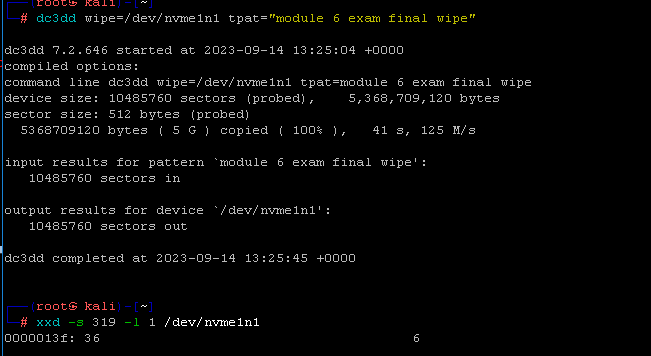 ┌──(root㉿kali)-[~]
└─# dc3dd wipe=/dev/nvme1n1 tpat="module 6 exam final wipe"
dc3dd 7.2.646 started at 2023-09-14 13:25:04 +0000
compiled options:
command line dc3dd wipe=/dev/nvme1n1 tpat=module 6 exam final wipe
device size: 10485760 sectors (probed),    5,368,709,120 bytes
sector size: 512 bytes (probed)
5368709120 bytes ( 5 G ) copied ( 100% ),   41 s, 125 M/s
input results for pattern `module 6 exam final wipe':
10485760 sectors in
output results for device `/dev/nvme1n1':
10485760 sectors out
dc3dd completed at 2023-09-14 13:25:45 +0000
┌──(root㉿kali)-[~]
└─# xxd -s 319 -l 1 /dev/nvme1n1
0000013f: 36                                       6